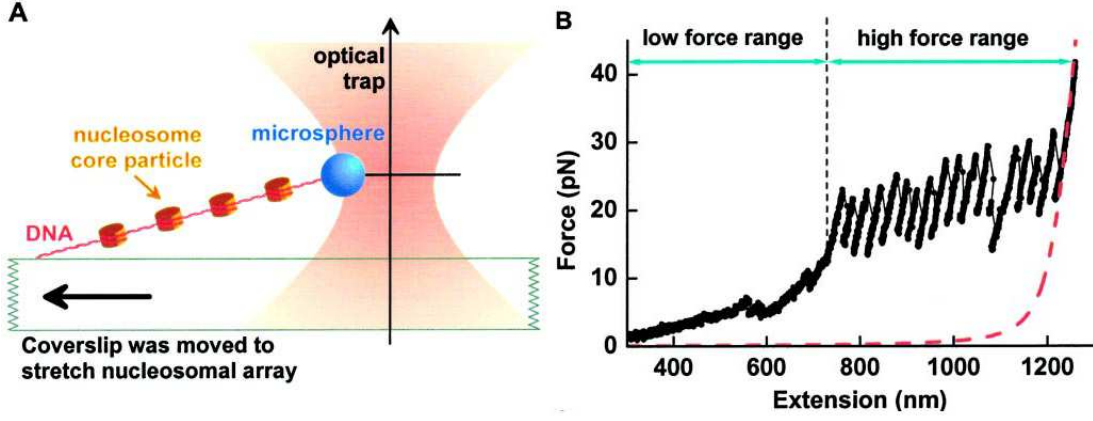 A
optical
trap
nucleosome
core particle
microsphere
DNA
Coverslip was moved to
stretch nucleosomal array
B
low force range
high force range
40
30
20
10
0
Force (pN)
400
600
800
1000
1200
Extension (nm)